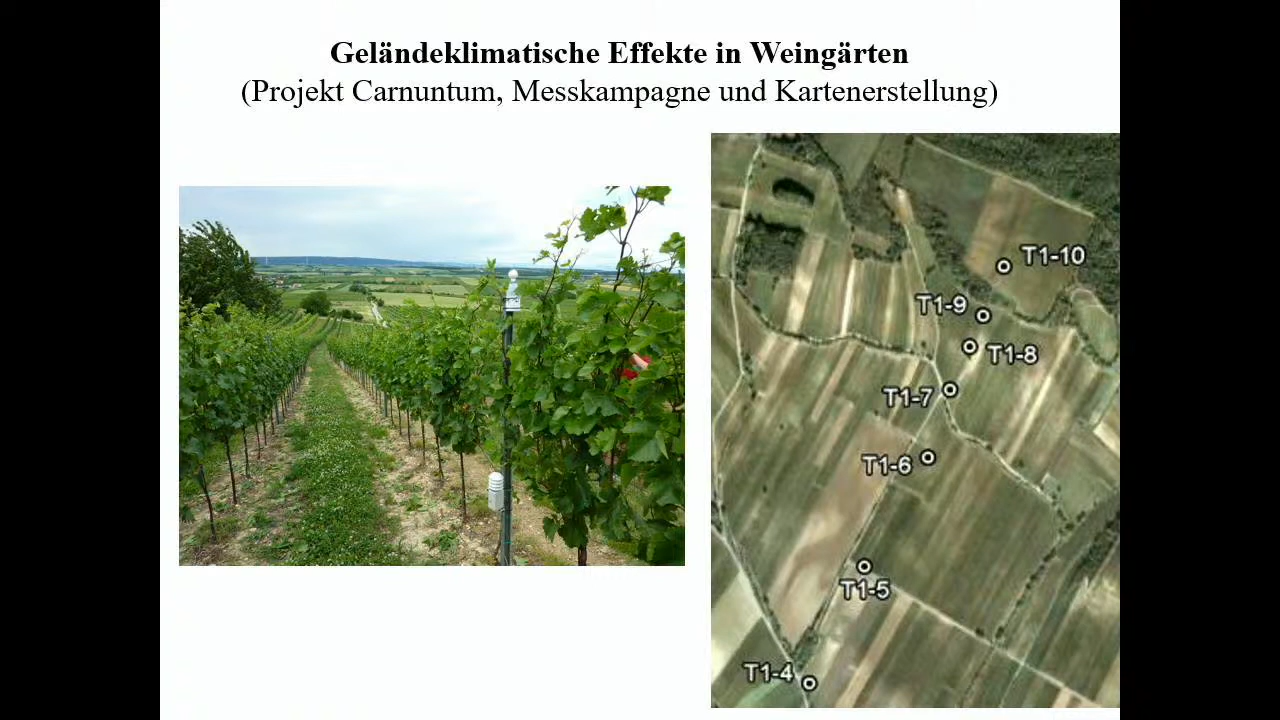 Geländeklimatische Effekte in Weingärten
(Projekt Carnuntum, Messkampagne und Kartenerstellung)
T1-10
T1-9
T1-8
T1-7
T1-6
T1-5
T1-4